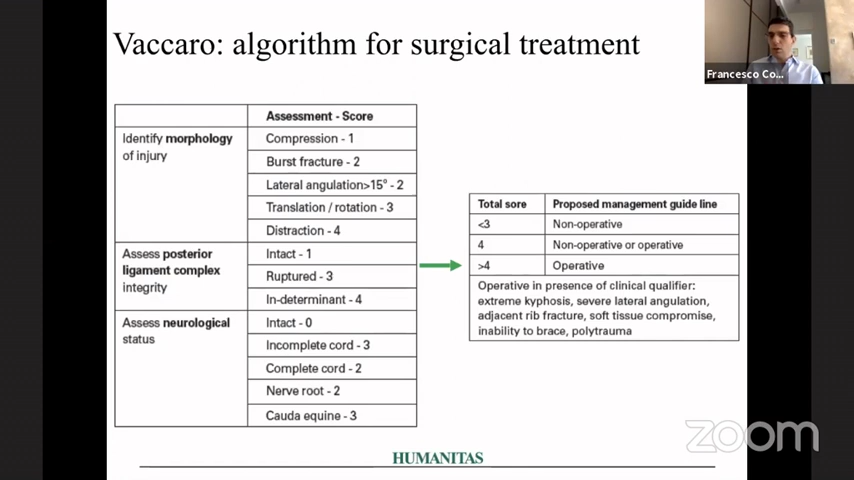 Vaccaro: algorithm for surgical treatment
Francesco Co...
Assessment - Score
Identify morphology
of injury
Compression - 1
Burst fracture - 2
Lateral angulation>15° - 2
Translation / rotation - 3
Distraction - 4
Assess posterior
ligament complex
integrity
Intact - 1
Ruptured - 3
In-determinant - 4
Assess neurological
status
Intact - 0
Incomplete cord - 3
Complete cord - 2
Nerve root - 2
Cauda equine - 3
Total sore
Proposed management guide line
<3
Non-operative
4
Non-operative or operative
>4
Operative
Operative in presence of clinical qualifier:
extreme kyphosis, severe lateral angulation,
adjacent rib fracture, soft tissue compromise,
inability to brace, polytrauma
zoom
HUMANITAS